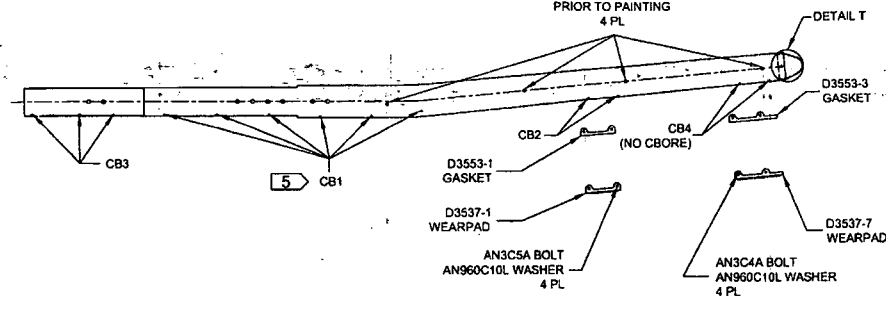 PRIOR TO PAINTING
4 PL
DETAIL T
D3553-3
GASKET
CB2
CB4
(NO CBORE)
CB3
5
CB1
D3553-1
GASKET
D3537-1
WEARPAD
D3537-7
WEARPAD
AN3C5A BOLT
AN960C10L WASHER
4 PL
AN3C4A BOLT
AN960C10L WASHER
4 PL